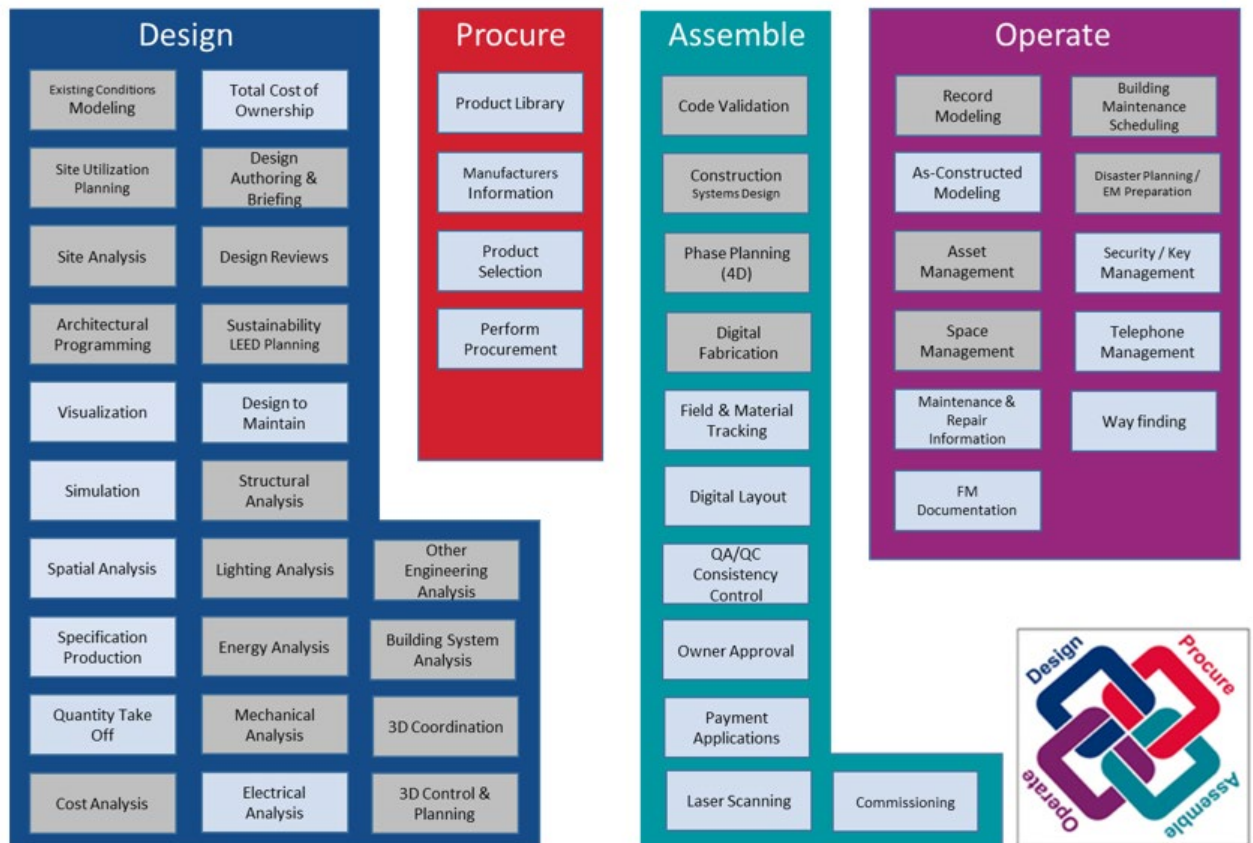 Design
Existing Conditions
Modeling
Total Cost of
Ownership
Site Utilization
Planning
Design
Authoring &
Briefing
Site Analysis
Design Reviews
Architectural
Programming
Sustainability
LEED Planning
Visualization
Design to
Maintain
Simulation
Structural
Analysis
Spatial Analysis
Lighting Analysis
Other
Engineering
Analysis
Specification
Production
Energy Analysis
Building System
Analysis
Quantity Take
Off
Mechanical
Analysis
3D Coordination
Cost Analysis
Electrical
Analysis
3D Control &
Planning
Procure
Product Library
Manufacturers
Information
Product
Selection
Perform
Procurement
Assemble
Code Validation
Construction
Systems Design
Phase Planning
(4D)
Digital
Fabrication
Field & Material
Tracking
Digital Layout
QA/QC
Consistency
Control
Owner Approval
Payment
Applications
Laser Scanning
Commissioning
Operate
Record
Modeling
Building
Maintenance
Scheduling
As-Constructed
Modeling
Disaster Planning /
EM Preparation
Asset
Management
Security / Key
Management
Space
Management
Telephone
Management
Maintenance &
Repair
Information
Way finding
FM
Documentation
Design
Procure
Operate
Assemble